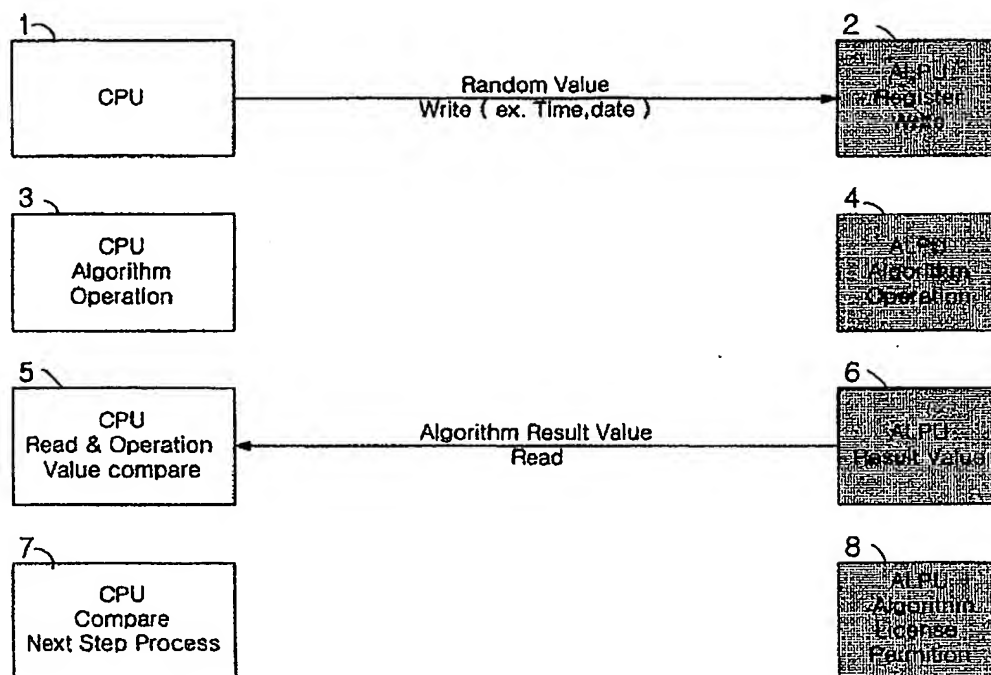 1
2
CPU
Random Value
Write ( ex. Time,date )
ALPU
Register
Write
3
4
CPU
Algorithm
Operation
ALPU
Algorithm
Operation
5
6
CPU
Read & Operation
Value compare
Algorithm Result Value
Read
ALPU
Result Value
7
8
CPU
Compare
Next Step Process
ALPU
Algorithm
License
Permition